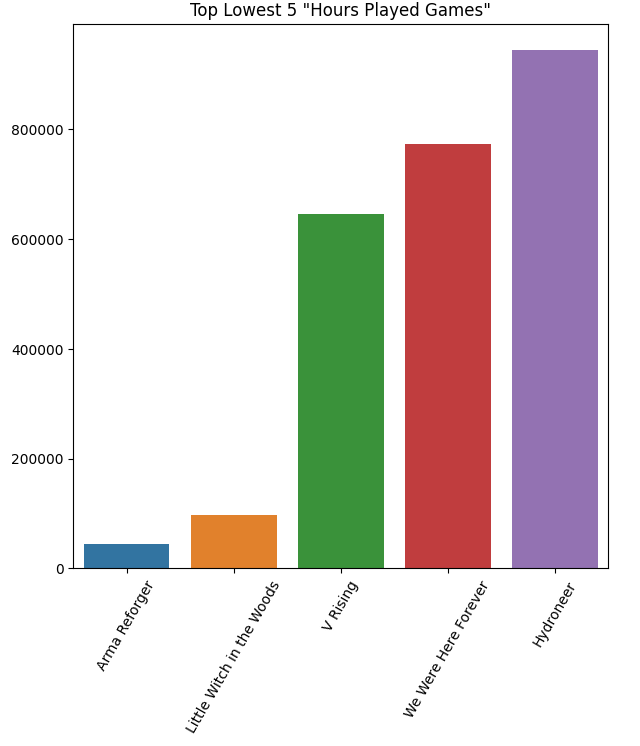 Top Lowest 5 "Hours Played Games"
800000
600000
400000
200000
0
Arma Reforger
Little Witch in the Woods
V Rising
We Were Here Forever
Hydroneer